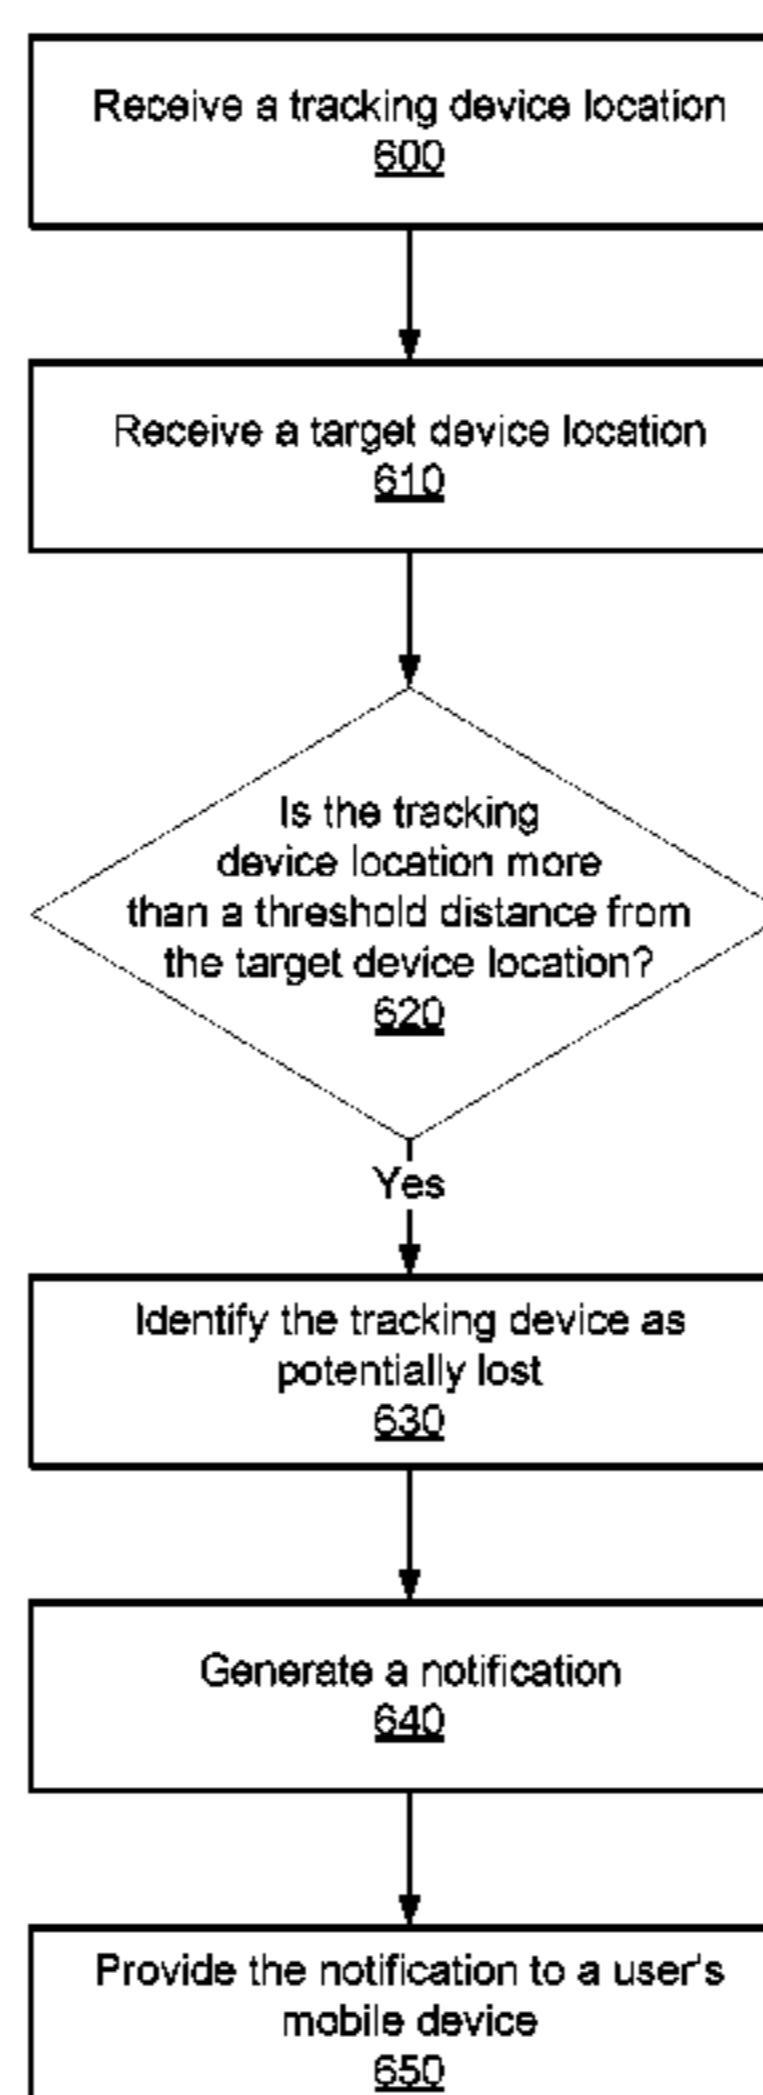 Receive a tracking device location
600
Receive a target device location
610
Is the tracking
device location more
than a threshold distance from
the target device location?
620
Yes
Identify the tracking device as
potentially lost
630
Generate a notification
640
Provide the notification to a user's
mobile device
650